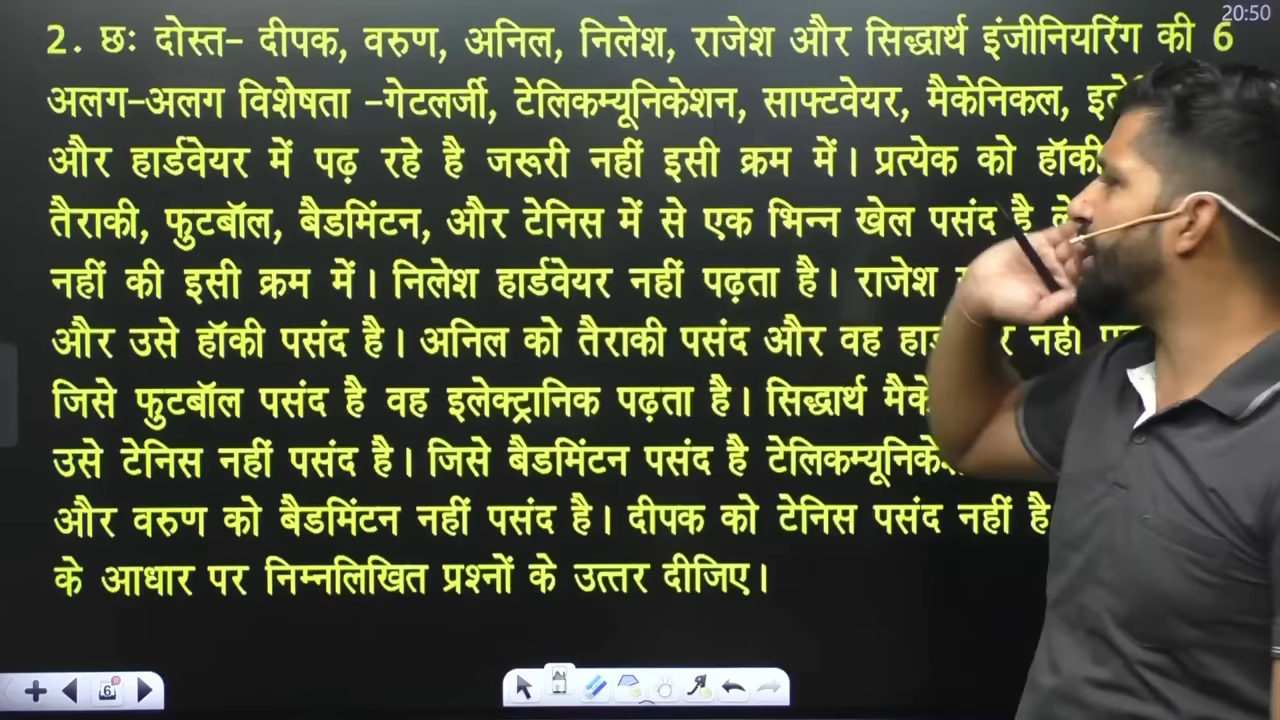 20:50
2. छः दोस्त- दीपक, वरुण, अनिल, निलेश, राजेश और सिद्धार्थ इंजीनियरिंग की 6
अलग-अलग विशेषता -गेटलर्जी, टेलिकम्यूनिकेशन, साफ्टवेयर, मैकेनिकल,
और हार्डवेयर में पढ़ रहे है जरूरी नहीं इसी क्रम में। प्रत्येक को हॉकी
तैराकी, फुटबॉल, बैडमिंटन, और टेनिस में से एक भिन्न खेल पसंद है
नहीं की इसी क्रम में। निलेश हार्डवेयर नहीं पढ़ता है। राजेश
और उसे हॉकी पसंद है। अनिल को तैराकी पसंद और वह नहीं
जिसे फुटबॉल पसंद है वह इलेक्ट्रानिक पढ़ता है। सिद्धार्थ
उसे टेनिस नहीं पसंद है। जिसे बैडमिंटन पसंद है
और वरुण को बैडमिंटन नहीं पसंद है। दीपक को टेनिस पसंद नहीं है
के आधार पर निम्नलिखित प्रश्नों के उत्तर दीजिए।
6